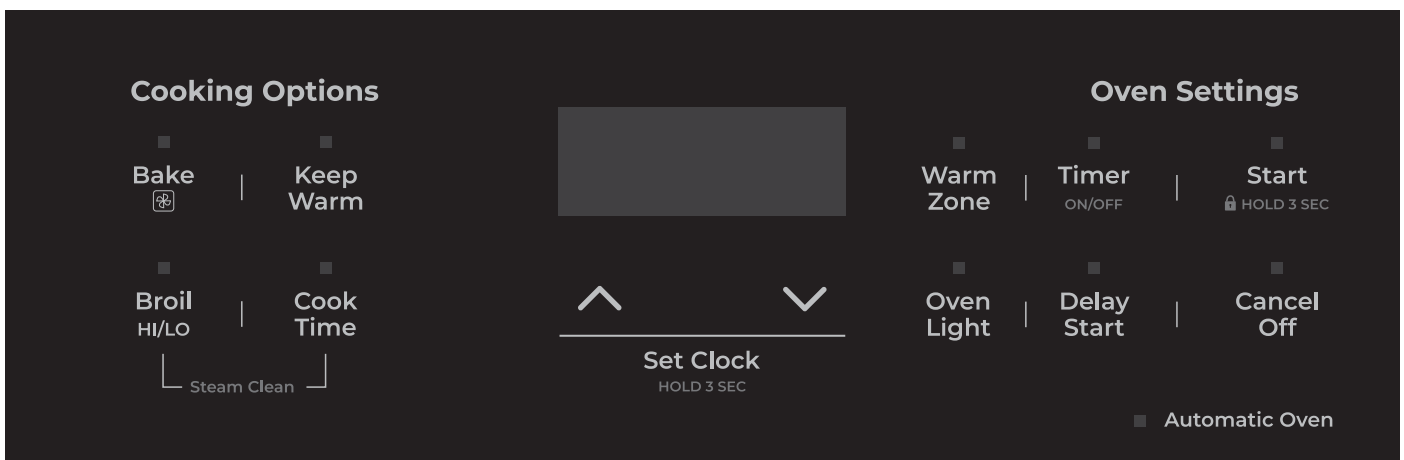 Cooking Options
Bake
Keep
Warm
Broil
HI/LO
Cook
Time
Steam Clean
Set Clock
HOLD 3 SEC
Oven Settings
Warm
Zone
Timer
ON/OFF
Start
HOLD 3 SEC
Oven
Light
Delay
Start
Cancel
Off
Automatic Oven